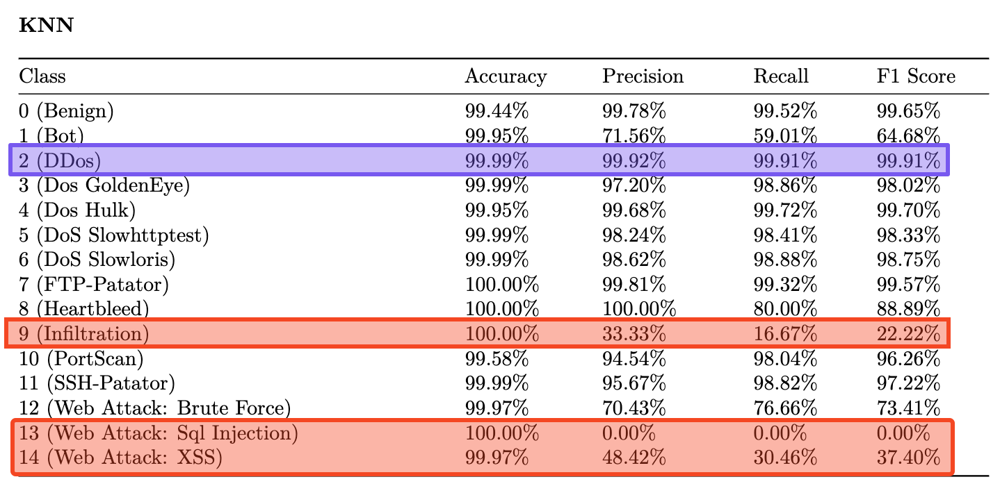 KNN
Class Accuracy Precision Recall F1 Score
0 (Benign) 99.44% 99.78% 99.52% 99.65%
1 (Bot) 99.95% 71.56% 59.01% 64.68%
2 (DDos) 99.99% 99.92% 99.91% 99.91%
3 (Dos GoldenEye) 99.99% 97.20% 98.86% 98.02%
4 (Dos Hulk) 99.95% 99.68% 99.72% 99.70%
5 (DoS Slowhttptest) 99.99% 98.24% 98.41% 98.33%
6 (DoS Slowloris) 99.99% 98.62% 98.88% 98.75%
7 (FTP-Patator) 100.00% 99.81% 99.32% 99.57%
8 (Heartbleed) 100.00% 100.00% 80.00% 88.89%
9 (Infiltration) 100.00% 33.33% 16.67% 22.22%
10 (PortScan) 99.58% 94.54% 98.04% 96.26%
11 (SSH-Patator) 99.99% 95.67% 98.82% 97.22%
12 (Web Attack: Brute Force) 99.97% 70.43% 76.66% 73.41%
13 (Web Attack: Sql Injection) 100.00% 0.00% 0.00% 0.00%
14 (Web Attack: XSS) 99.97% 48.42% 30.46% 37.40%